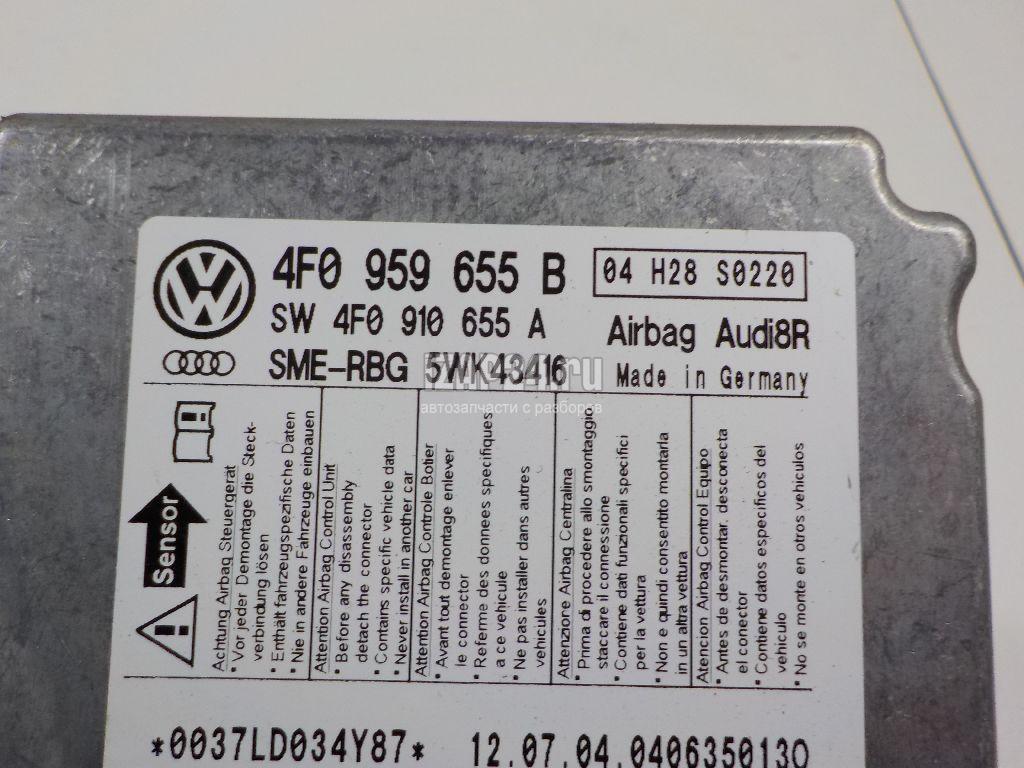 4F0 959 655 B
04 H28 S0220
SW 4F0 910 655 A
Airbag Audi8R
SME-RBG 5WK43416
Made in Germany
автозапчасти с разборов
Sensor
Achtung Airbag Steuergerät
• Vor jeder Demontage die Steck-
verbindung lösen
• Enthält fahrzeugspezifische Daten
• Nie in andere Fahrzeuge einbauen
Attention Airbag Control Unit
• Before any disassembly
detach the connector
• Contains specific vehicle data
• Never install in another car
Attention Airbag Controle Boitier
• Avant tout demontage enlever
le connector
• Referme des donnees specifiques
a ce vehicule
• Ne pas installer dans autres
vehicules
Attenzione Airbag Centralina
• Prima di procedere allo smontaggio
staccare il connessione
• Contiene dati funzionali specifici
per la vettura
• Non e quindi consentito montarla
in un altra vettura
Atencion Airbag Control Equipo
• Antes de desmontar. desconecta
el conector
• Contiene datos especificos del
vehiculo
• No se monte en otros vehiculos
*0037LD034Y87*
12.07.04.0406350130